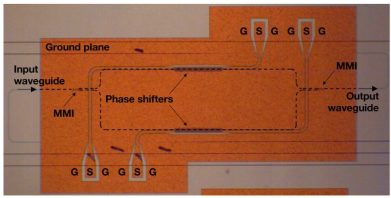 G S G G S G
Ground plane
Input
waveguide
MMI
Phase shifters
MMI
Output
waveguide
G S G G S G